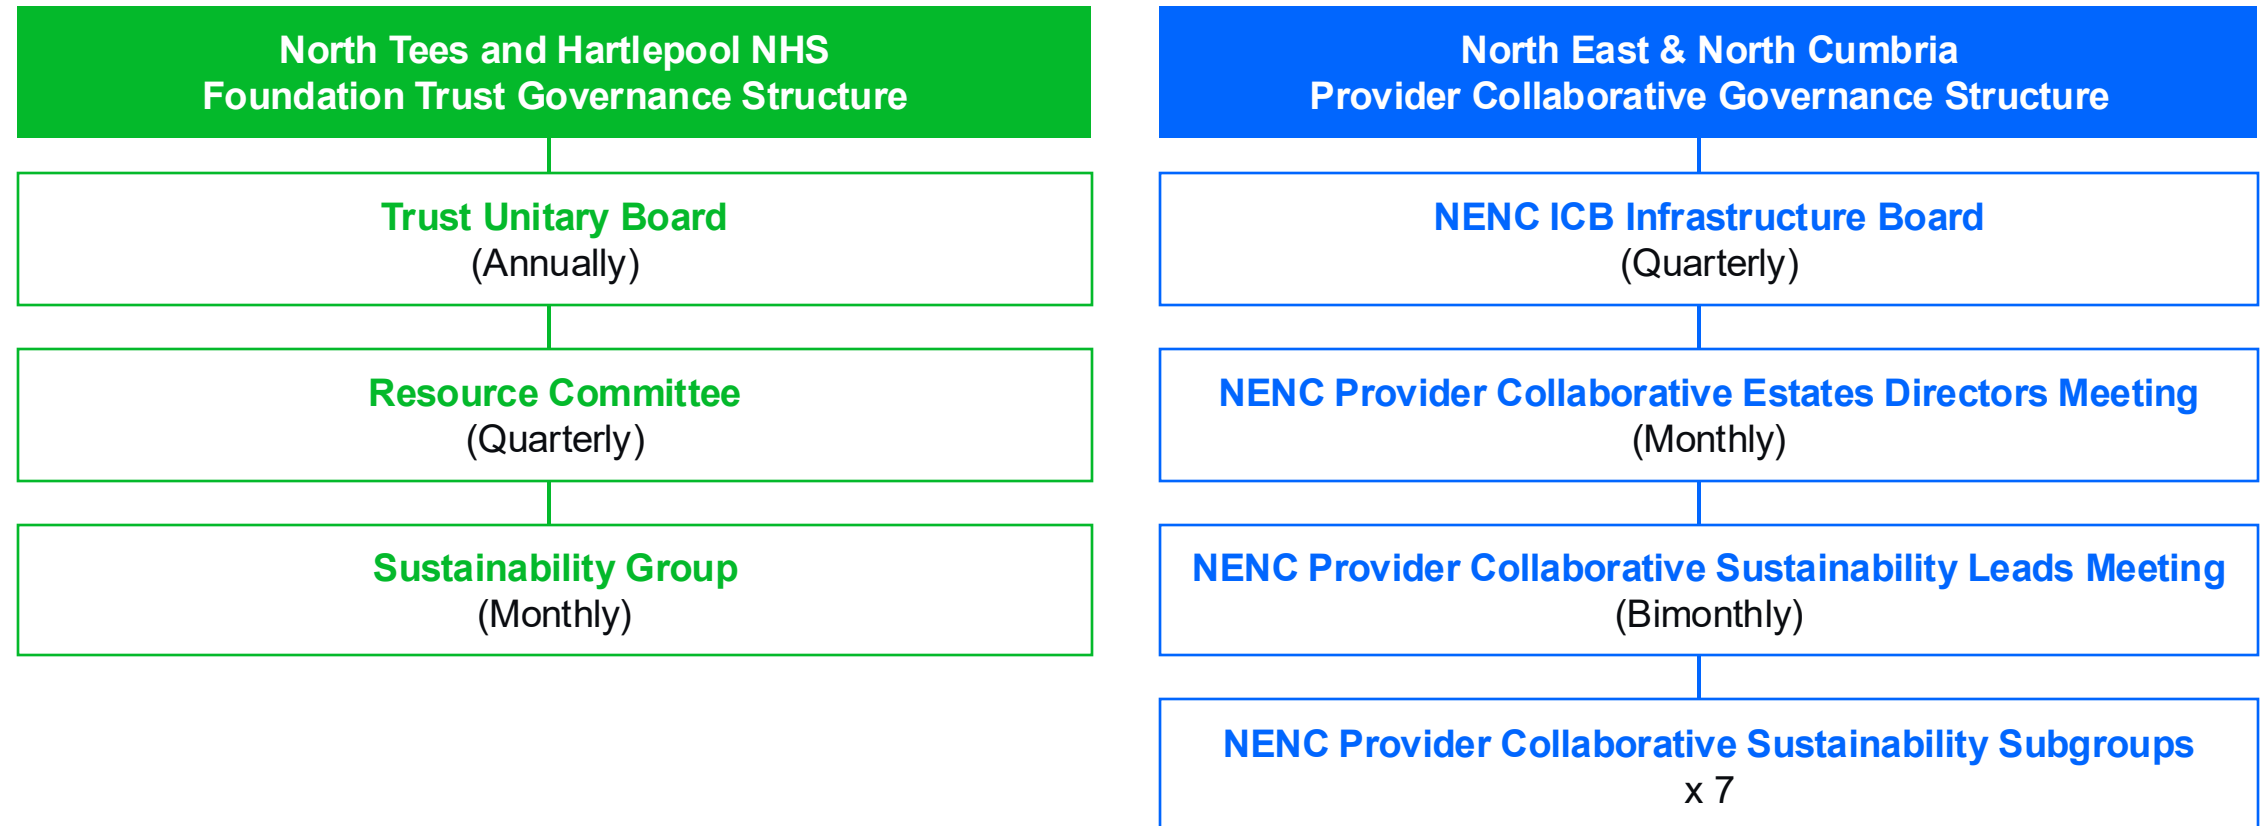 North Tees and Hartlepool NHS
Foundation Trust Governance Structure
Trust Unitary Board
(Annually)
Resource Committee
(Quarterly)
Sustainability Group
(Monthly)
North East & North Cumbria
Provider Collaborative Governance Structure
NENC ICB Infrastructure Board
(Quarterly)
NENC Provider Collaborative Estates Directors Meeting
(Monthly)
NENC Provider Collaborative Sustainability Leads Meeting
(Bimonthly)
NENC Provider Collaborative Sustainability Subgroups
x 7